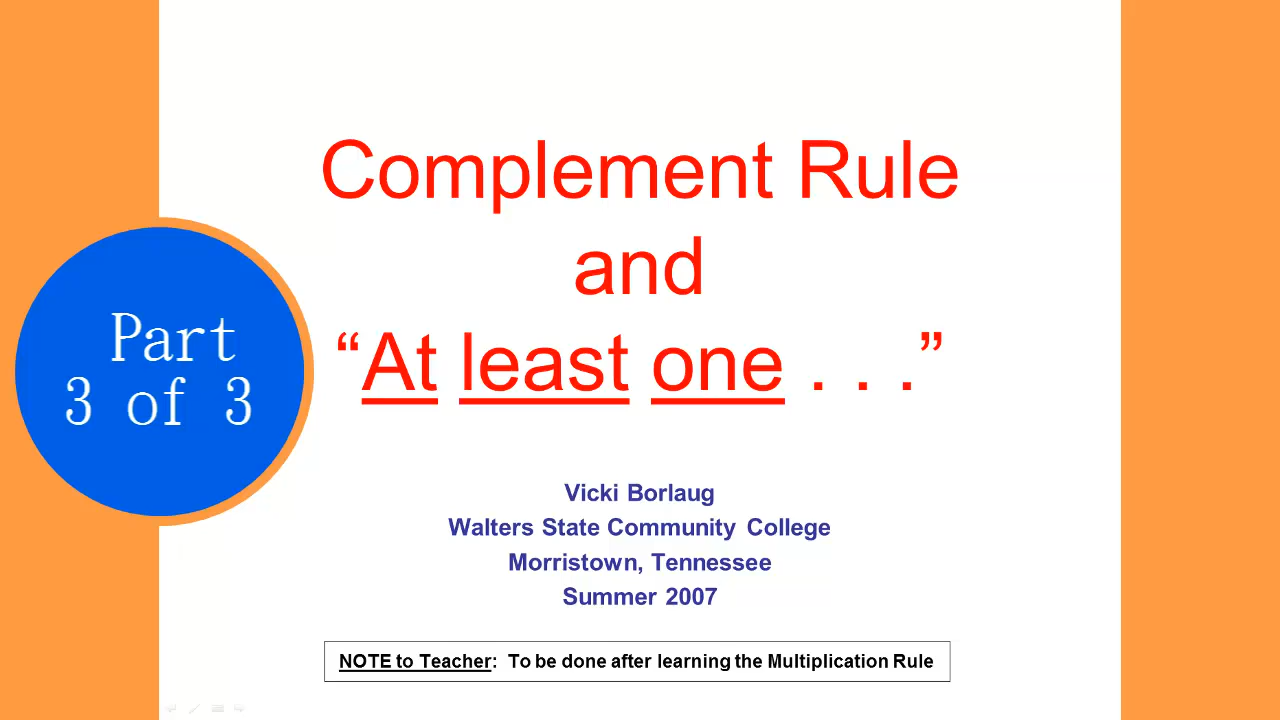 Complement Rule
and
“At least one . . .”
Part
3 of 3
Vicki Borlaug
Walters State Community College
Morristown, Tennessee
Summer 2007
NOTE to Teacher: To be done after learning the Multiplication Rule